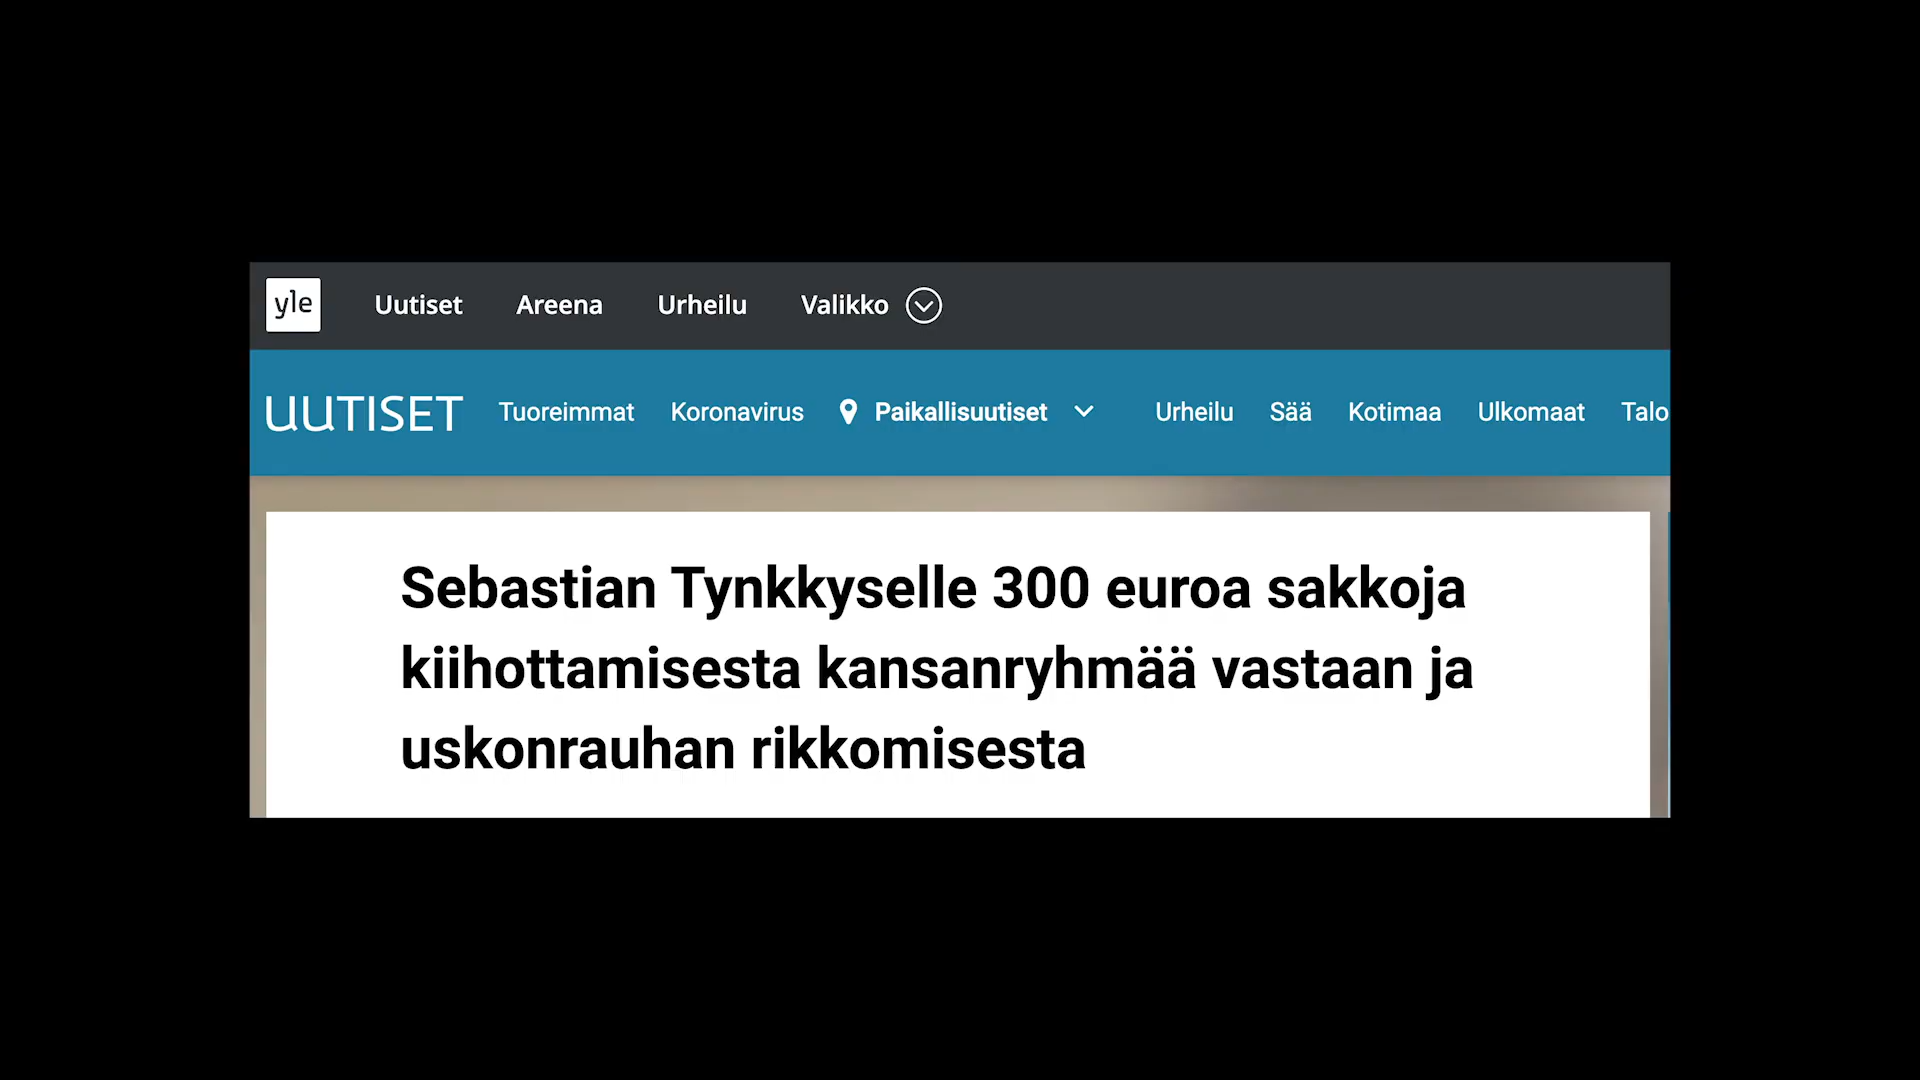 yle Uutiset Areena Urheilu Valikko
UUTISET Tuoreimmat Koronavirus Paikallisuutiset Urheilu Sää Kotimaa Ulkomaat Talo
Sebastian Tynkkyselle 300 euroa sakkoja
kiihottamisesta kansanryhmää vastaan ja
uskonrauhan rikkomisesta